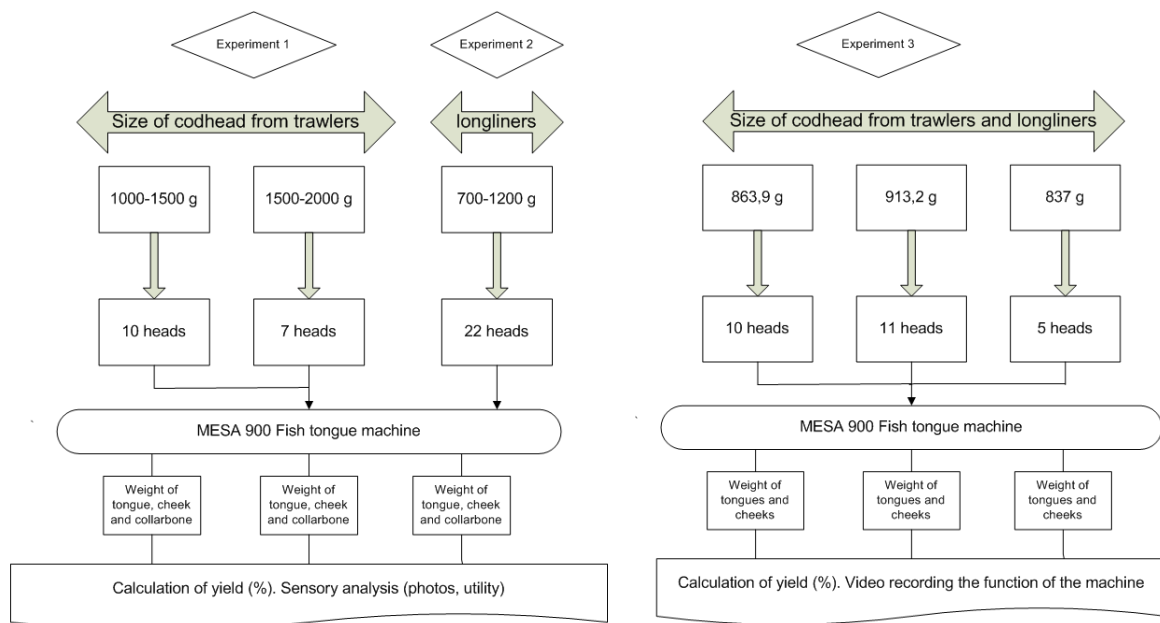 Experiment 1
Experiment 2
Experiment 3
Size of codhead from trawlers
longliners
Size of codhead from trawlers and longliners
1000-1500 g
1500-2000 g
700-1200 g
863,9 g
913,2 g
837 g
10 heads
7 heads
22 heads
10 heads
11 heads
5 heads
MESA 900 Fish tongue machine
MESA 900 Fish tongue machine
Weight of
tongue, cheek
and collarbone
Weight of
tongue, cheek
and collarbone
Weight of
tongue, cheek
and collarbone
Weight of
tongues and
cheeks
Weight of
tongues and
cheeks
Weight of
tongues and
cheeks
Calculation of yield (%). Sensory analysis (photos, utility)
Calculation of yield (%). Video recording the function of the machine